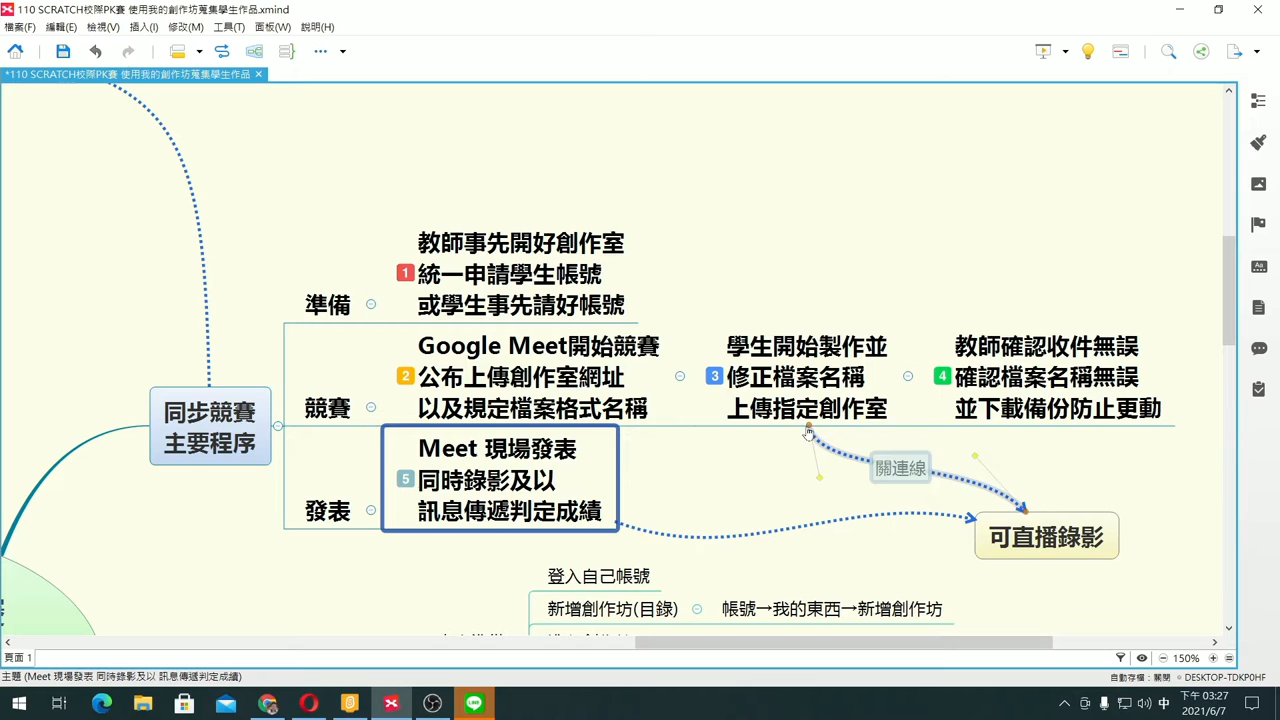 110 SCRATCH校際PK賽 使用我的創作坊蒐集學生作品.xmind
檔案(F) 編輯(E) 檢視(V) 插入(I) 修改(M) 工具(T) 面板(W) 說明(H)
*110 SCRATCH校際PK賽 使用我的創作坊蒐集學生作品
同步競賽
主要程序
準備
1
教師事先開好創作室
統一申請學生帳號
或學生事先請好帳號
競賽
2
Google Meet開始競賽
公布上傳創作室網址
以及規定檔案格式名稱
3
學生開始製作並
修正檔案名稱
上傳指定創作室
4
教師確認收件無誤
確認檔案名稱無誤
並下載備份防止更動
發表
5
Meet 現場發表
同時錄影及以
訊息傳遞判定成績
關連線
可直播錄影
登入自己帳號
新增創作坊(目錄)
帳號→我的東西→新增創作坊
頁面 1
150%
主題 (Meet 現場發表 同時錄影及以 訊息傳遞判定成績)
自動存檔：關閉
DESKTOP-TDKP0HF
中
下午 03:27
2021/6/7